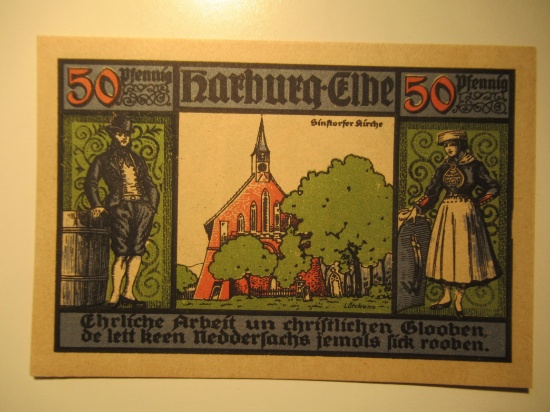 50 Pfennig Harburg-Elbe 50 Pfennig
Sinstorfer Kirche
Ehrliche Arbeit un christlichen Glooben,
de leit keen Neddersachs jemols sick rooben.